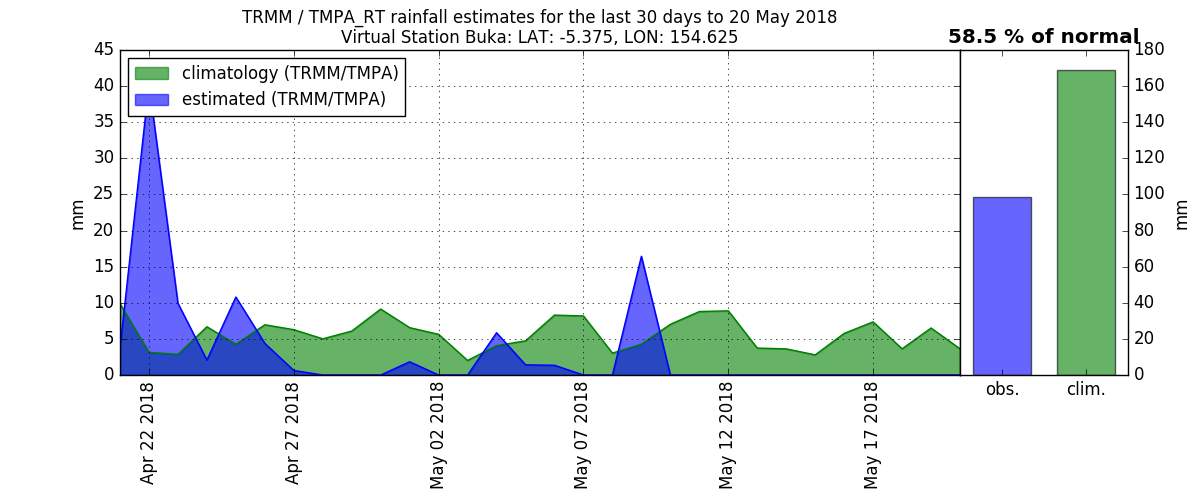 TRMM / TMPA_RT rainfall estimates for the last 30 days to 20 May 2018
Virtual Station Buka: LAT: -5.375, LON: 154.625
58.5 % of normal
climatology (TRMM/TMPA)
estimated (TRMM/TMPA)
45
40
35
30
25
20
15
10
5
0
mm
Apr 22 2018
Apr 27 2018
May 02 2018
May 07 2018
May 12 2018
May 17 2018
180
160
140
120
100
80
60
40
20
0
mm
obs.
clim.